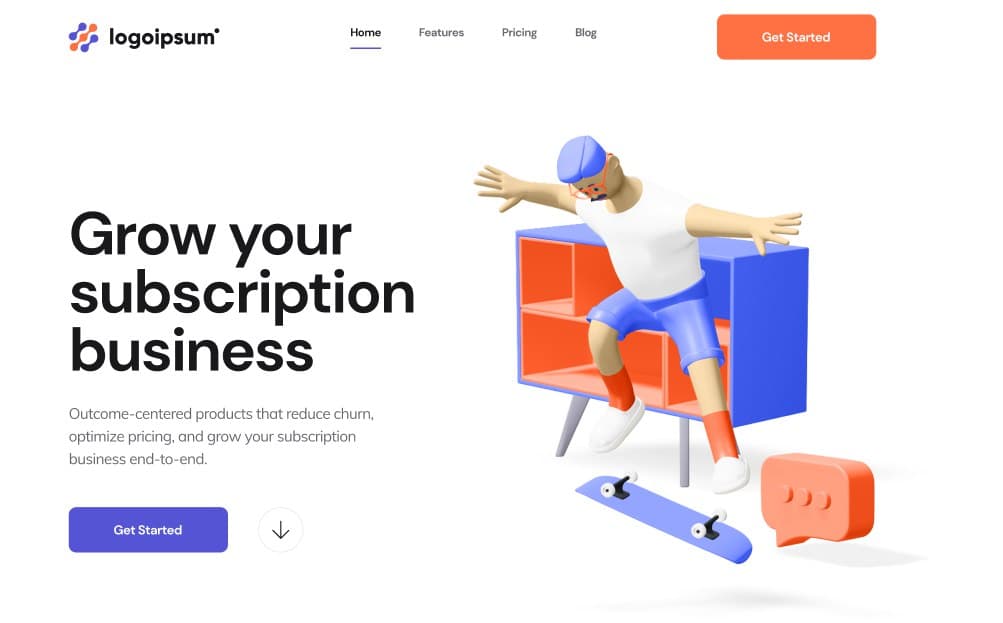 logoipsum
Home
Features
Pricing
Blog
Get Started
Grow your
subscription
business
Outcome-centered products that reduce churn,
optimize pricing, and grow your subscription
business end-to-end.
Get Started